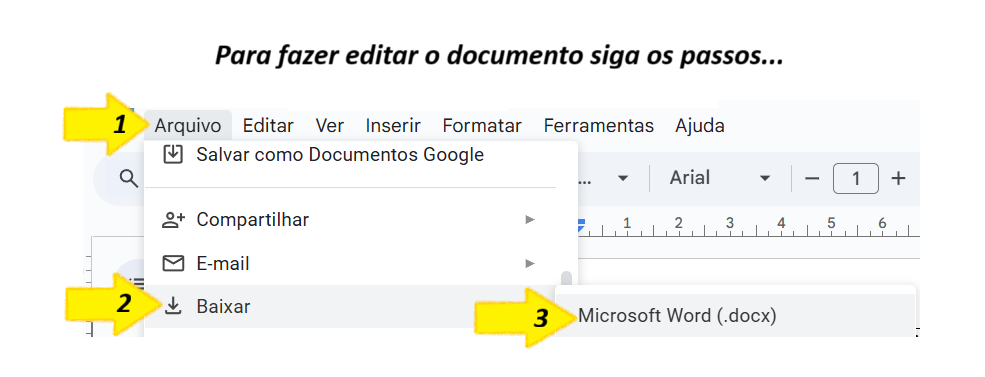 Para fazer editar o documento siga os passos...
1 Arquivo Editar Ver Inserir Formatar Ferramentas Ajuda
Salvar como Documentos Google
... Arial − 1 +
1 2 3 4 5 6
Compartilhar
E-mail
2 Baixar
3 Microsoft Word (.docx)